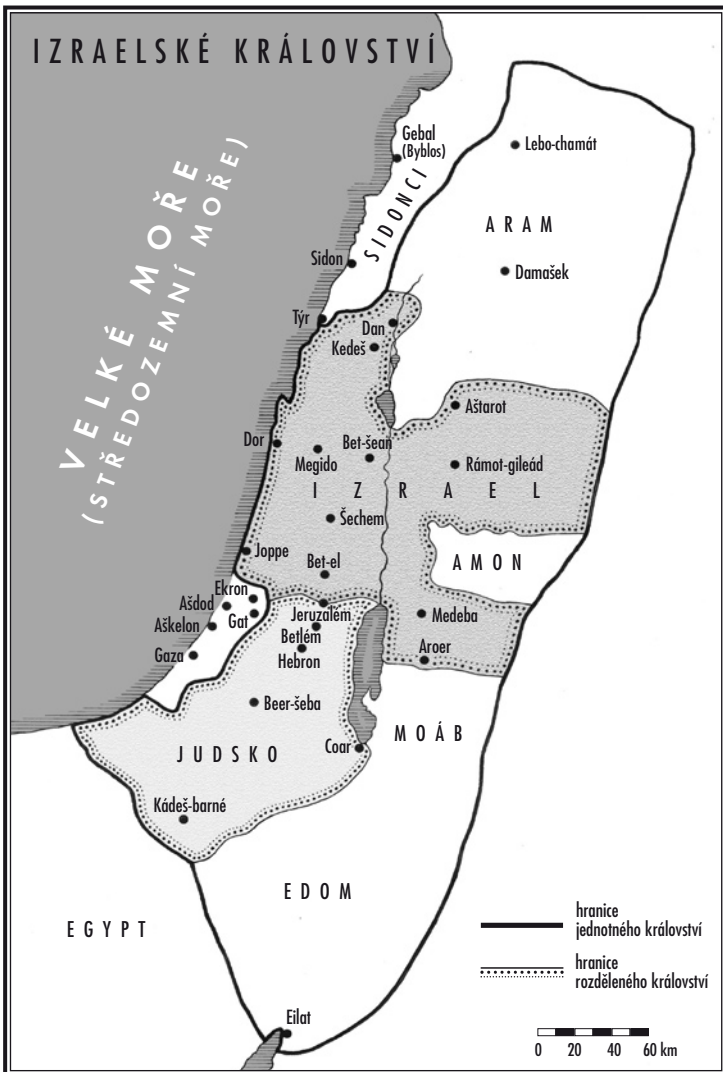 IZRAELSKÉ KRÁLOVSTVÍ
VELKÉ MOŘE
(STŘEDOZEMNÍ MOŘE)
Gebal
(Byblos)
Lebo-chamát
SIDONCI
ARAM
Sidon
Damašek
Týr
Dan
Kedeš
Aštarot
Dor
Bet-šean
Megido
Rámot-gileád
IZRAEL
Šechem
Joppe
Bet-el
AMON
Ekron
Ašdod
Jeruzalém
Medeba
Gat
Aškelon
Betlém
Hebron
Gaza
Aroer
Beer-šeba
MOÁB
JUDSKO
Coar
Kádeš-barné
EDOM
EGYPT
hranice
jednotného království
hranice
rozděleného království
Eilat
0 20 40 60 km